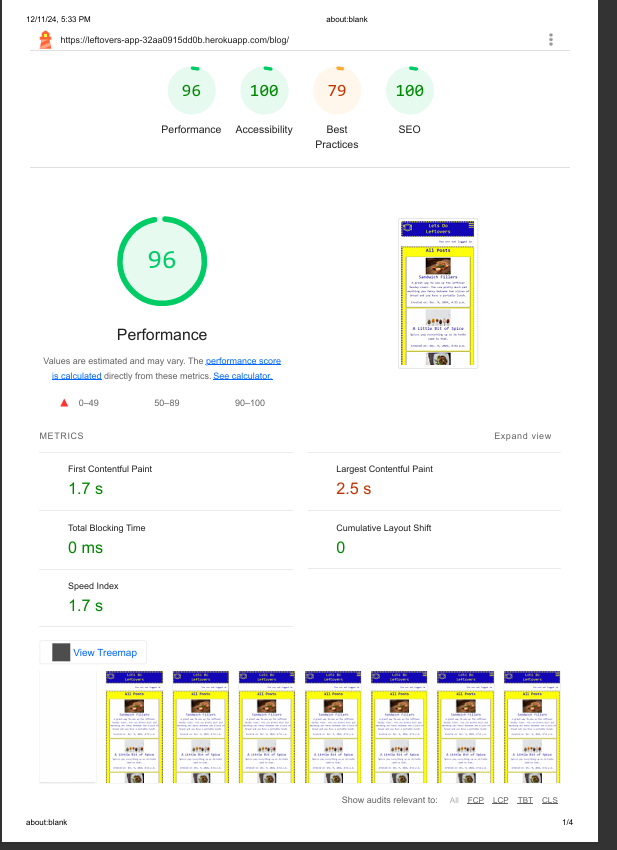 12/11/24, 5:33 PM about:blank
https://leftovers-app-32aa0915dd0b.herokuapp.com/blog/
96 100 79 100
Performance Accessibility Best Practices SEO
96
Performance
Values are estimated and may vary. The performance score
is calculated directly from these metrics. See calculator.
0–49 50–89 90–100
Lets Do
Leftovers
All Posts
Sandwich Fillers
A Little Bit of Spice
METRICS Expand view
First Contentful Paint
1.7 s
Largest Contentful Paint
2.5 s
Total Blocking Time
0 ms
Cumulative Layout Shift
0
Speed Index
1.7 s
View Treemap
Show audits relevant to: All FCP LCP TBT CLS
about:blank 1/4